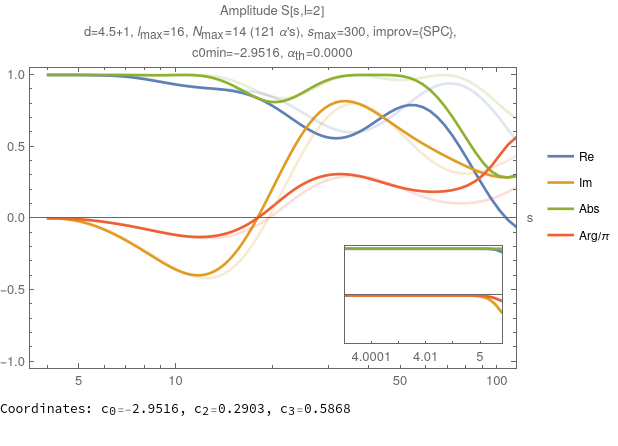 Amplitude S[s,l=2]
d=4.5+1, lmax=16, Nmax=14 (121 α's), smax=300, improv={SPC},
c0min=-2.9516, αth=0.0000
1.0
0.5
0.0
-0.5
-1.0
5
10
50
100
s
Re
Im
Abs
Arg/π
4.0001
4.01
5
Coordinates: c0=-2.9516, c2=0.2903, c3=0.5868